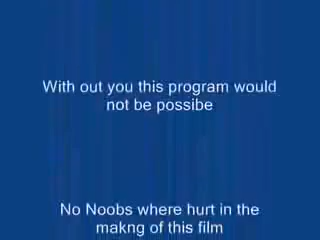 With out you this program would
not be possibe
No Noobs where hurt in the
makng of this film